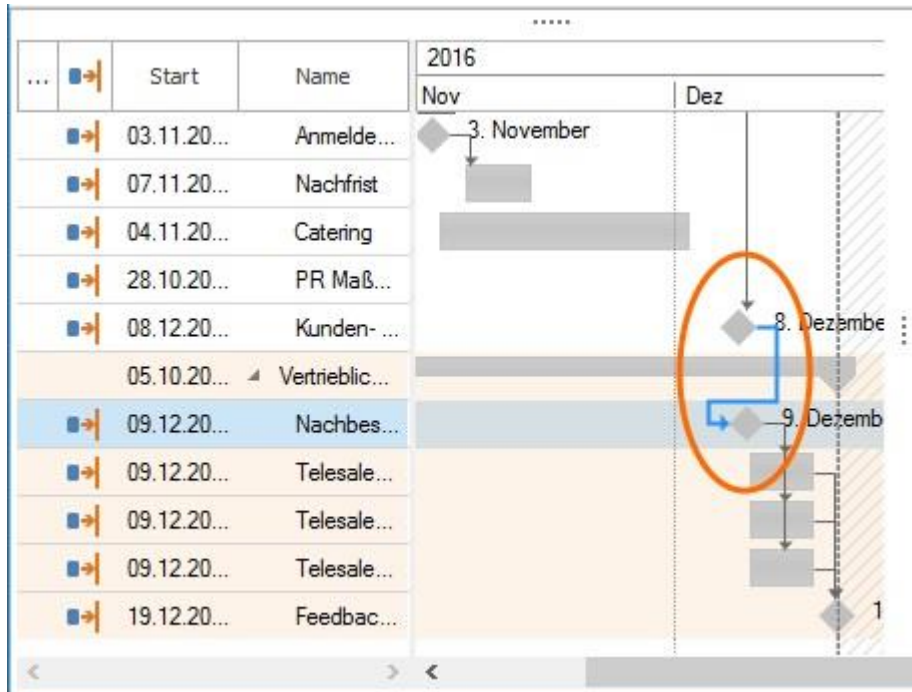 ... Start Name 2016
Nov Dez
03.11.20... Anmelde... 3. November
07.11.20... Nachfrist
04.11.20... Catering
28.10.20... PR Maß...
08.12.20... Kunden- ... 8. Dezembe
05.10.20... Vertrieblic...
09.12.20... Nachbes... 9. Dezemb
09.12.20... Telesale...
09.12.20... Telesale...
09.12.20... Telesale...
19.12.20... Feedbac... 1